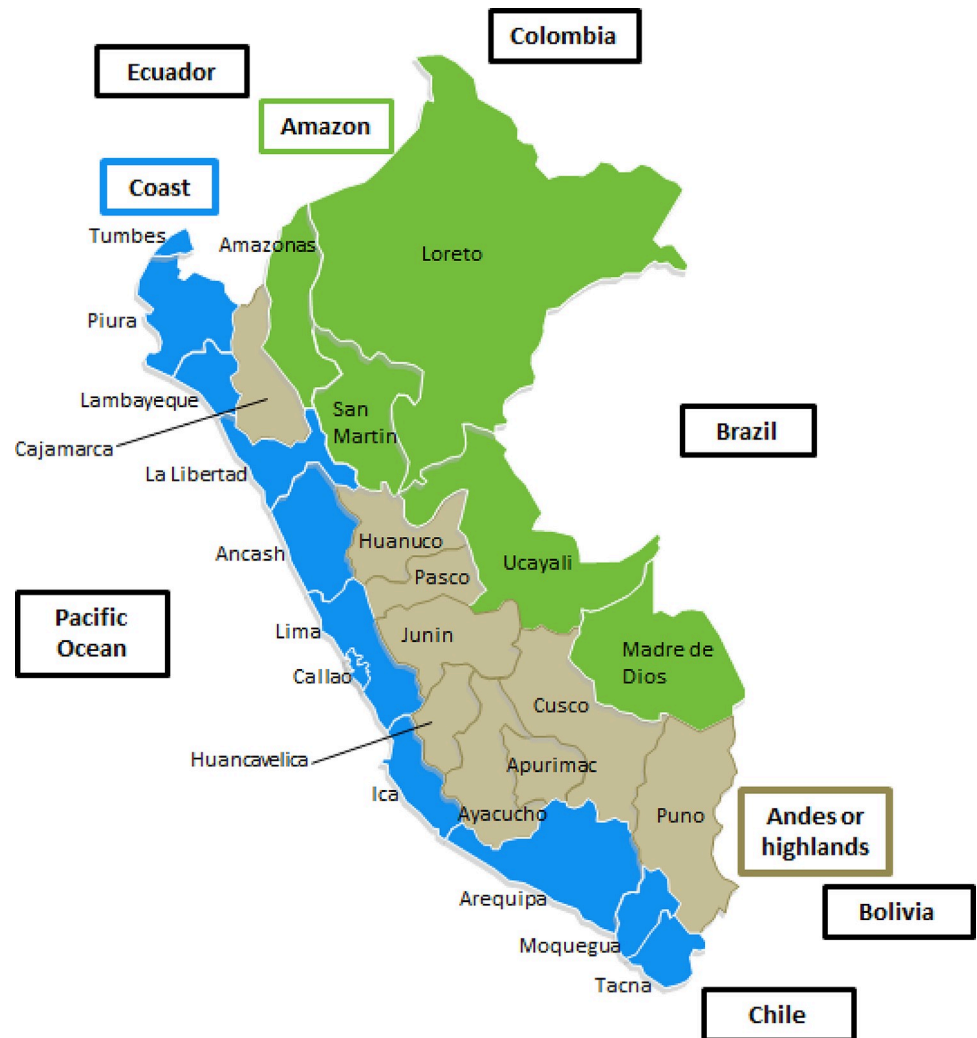 Colombia
Ecuador
Amazon
Coast
Tumbes
Amazonas
Loreto
Piura
Lambayeque
San
Martin
Brazil
Cajamarca
La Libertad
Huanuco
Ancash
Ucayali
Pasco
Pacific
Ocean
Lima
Junin
Madre de
Dios
Callao
Cusco
Huancavelica
Apurimac
Ica
Ayacucho
Puno
Andes or
highlands
Arequipa
Bolivia
Moquegua
Tacna
Chile